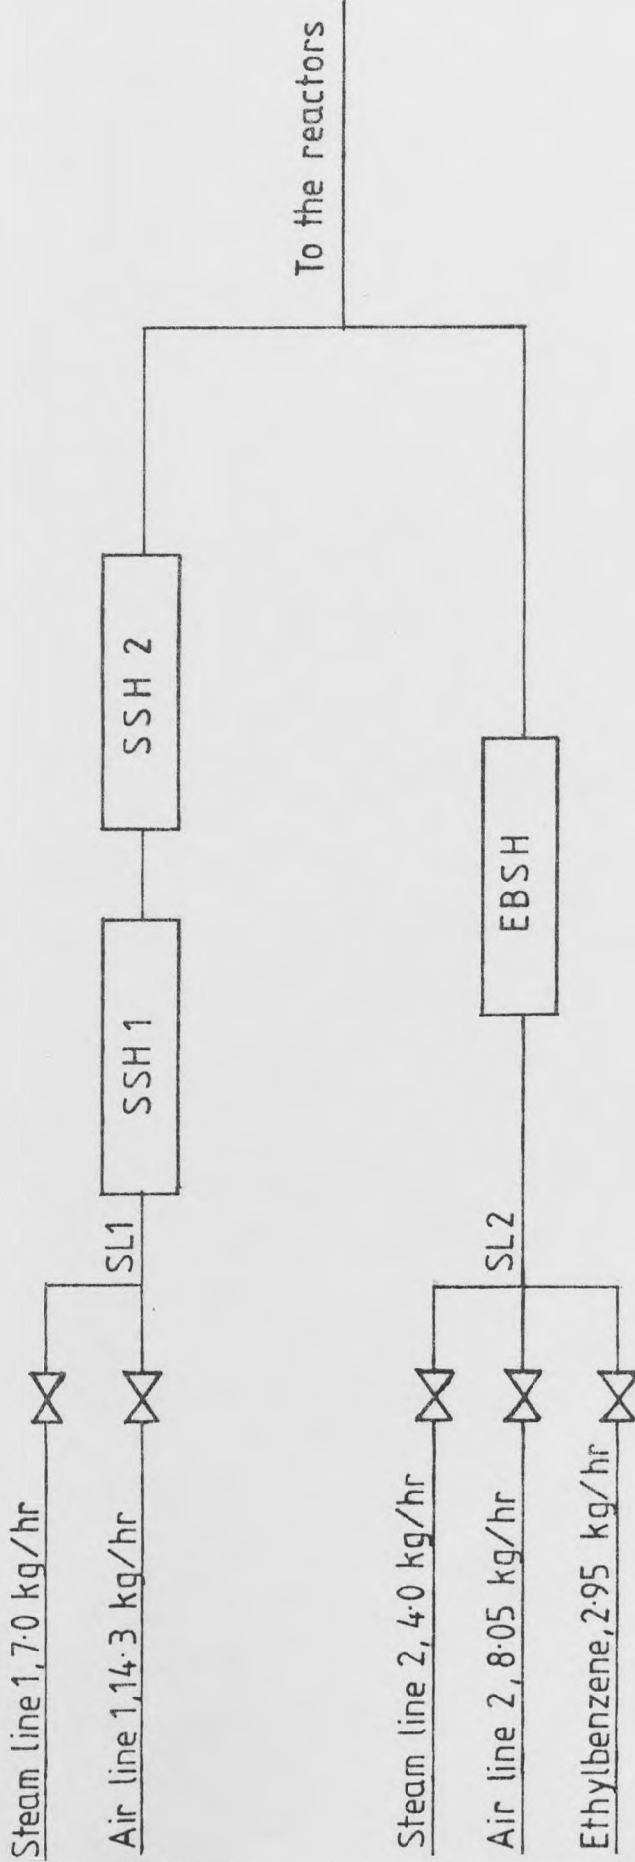 Steam line 1, 7·0 kg/hr
Air line 1, 14·3 kg/hr
SL1
SSH 1
SSH 2
To the reactors
Steam line 2, 4·0 kg/hr
Air line 2, 8·05 kg/hr
Ethylbenzene, 2·95 kg/hr
SL2
EBSH